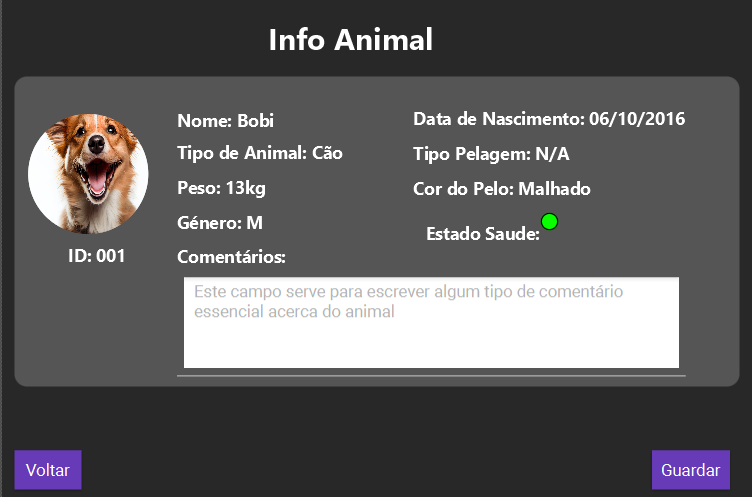 Info Animal
Nome: Bobi
Data de Nascimento: 06/10/2016
Tipo de Animal: Cão
Tipo Pelagem: N/A
Peso: 13kg
Cor do Pelo: Malhado
Género: M
Estado Saude:
ID: 001
Comentários:
Este campo serve para escrever algum tipo de comentário
essencial acerca do animal
Voltar
Guardar